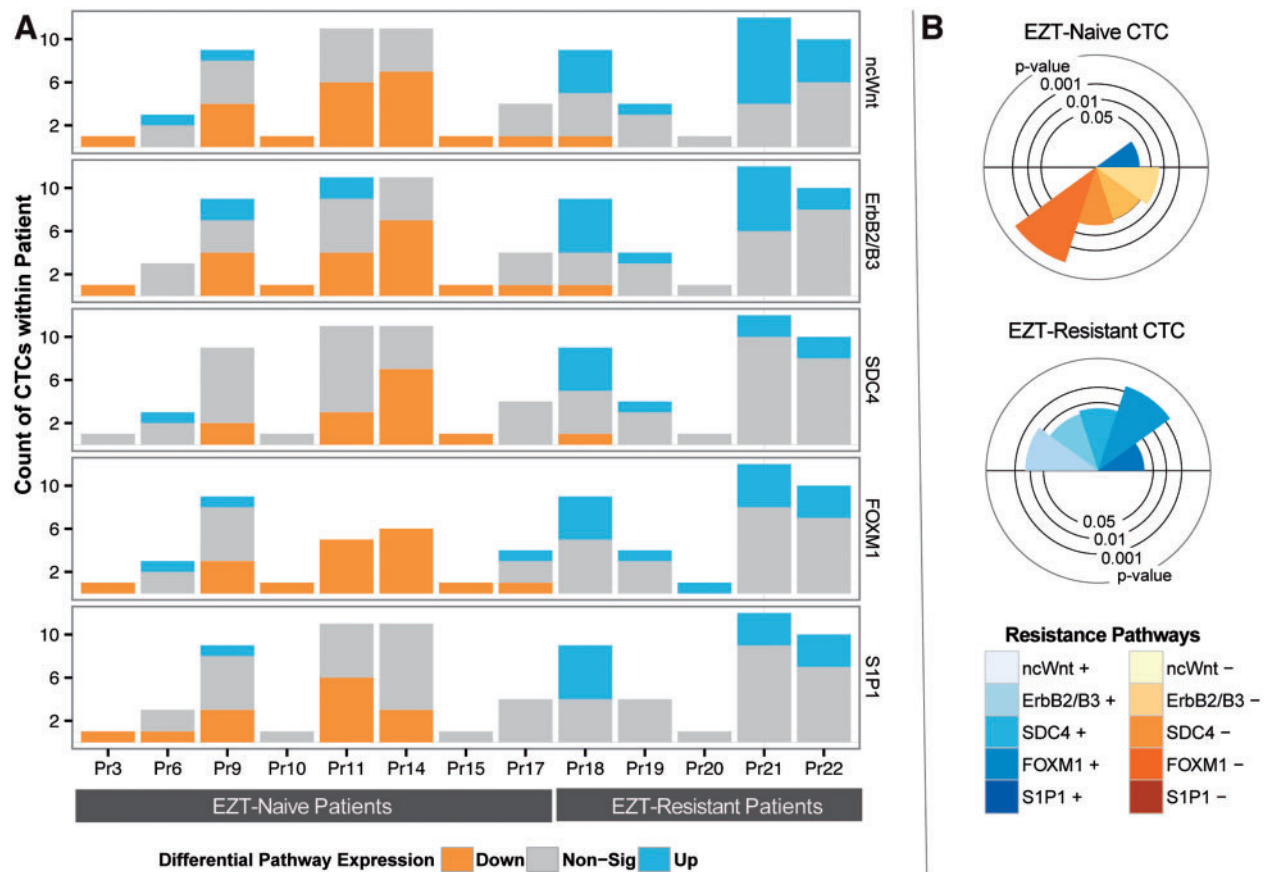 A
Count of CTCs within Patient
10
6
2
ncWnt
10
6
2
ErbB2/B3
10
6
2
SDC4
10
6
2
FOXM1
10
6
2
S1P1
Pr3 Pr6 Pr9 Pr10 Pr11 Pr14 Pr15 Pr17 Pr18 Pr19 Pr20 Pr21 Pr22
EZT-Naive Patients EZT-Resistant Patients
Differential Pathway Expression Down Non-Sig Up
B
EZT-Naive CTC
p-value
0.001
0.01
0.05
EZT-Resistant CTC
0.05
0.01
0.001
p-value
Resistance Pathways
ncWnt + ncWnt −
ErbB2/B3 + ErbB2/B3 −
SDC4 + SDC4 −
FOXM1 + FOXM1 −
S1P1 + S1P1 −